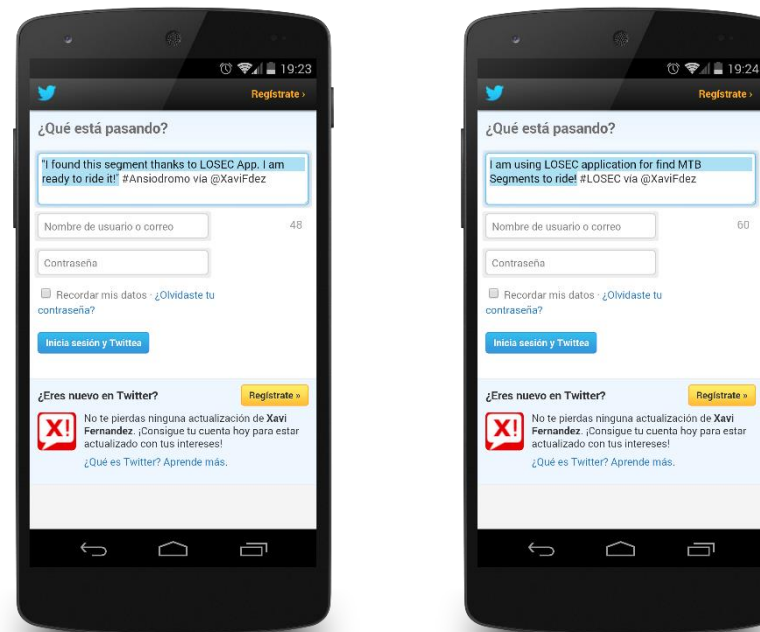 19:23
Regístrate ›
¿Qué está pasando?
"I found this segment thanks to LOSEC App. I am
ready to ride it!" #Ansiodromo vía @XaviFdez
Nombre de usuario o correo
48
Contraseña
Recordar mis datos · ¿Olvidaste tu
contraseña?
Inicia sesión y Twittea
¿Eres nuevo en Twitter?
Regístrate »
X!
No te pierdas ninguna actualización de Xavi
Fernandez. ¡Consigue tu cuenta hoy para estar
actualizado con tus intereses!
¿Qué es Twitter? Aprende más.
19:24
Regístrate ›
¿Qué está pasando?
I am using LOSEC application for find MTB
Segments to ride! #LOSEC vía @XaviFdez
Nombre de usuario o correo
60
Contraseña
Recordar mis datos · ¿Olvidaste tu
contraseña?
Inicia sesión y Twittea
¿Eres nuevo en Twitter?
Regístrate »
X!
No te pierdas ninguna actualización de Xavi
Fernandez. ¡Consigue tu cuenta hoy para estar
actualizado con tus intereses!
¿Qué es Twitter? Aprende más.